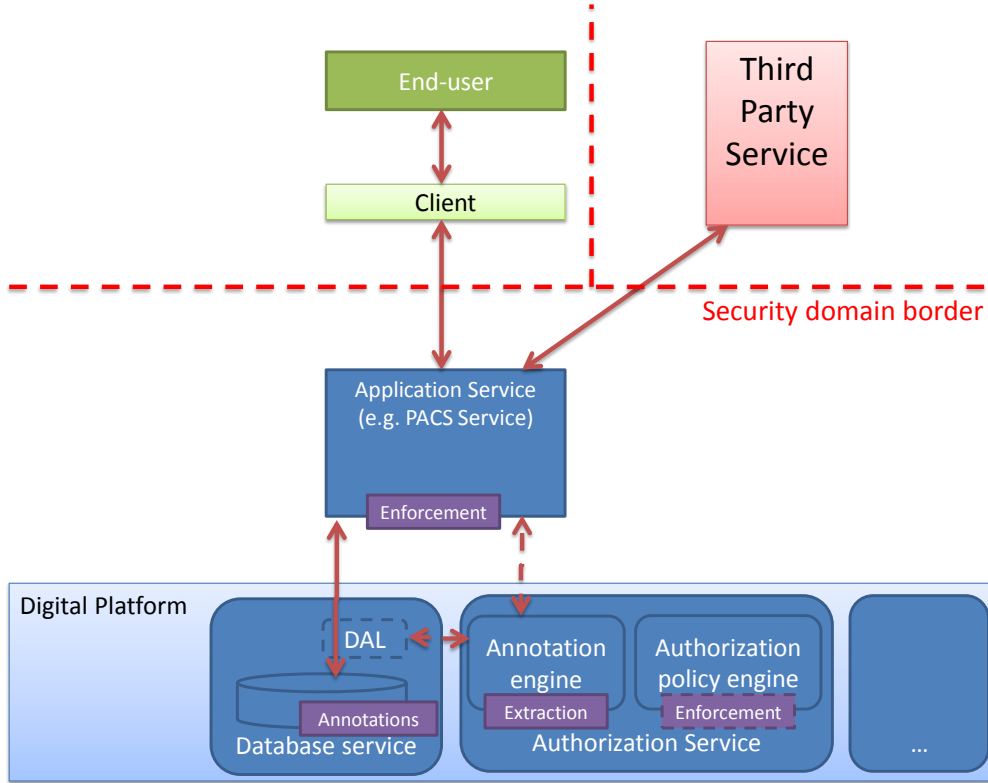 End-user
Third
Party
Service
Client
Security domain border
Application Service
(e.g. PACS Service)
Enforcement
Digital Platform
DAL
Annotations
Database service
Annotation
engine
Extraction
Authorization
policy engine
Enforcement
Authorization Service
...